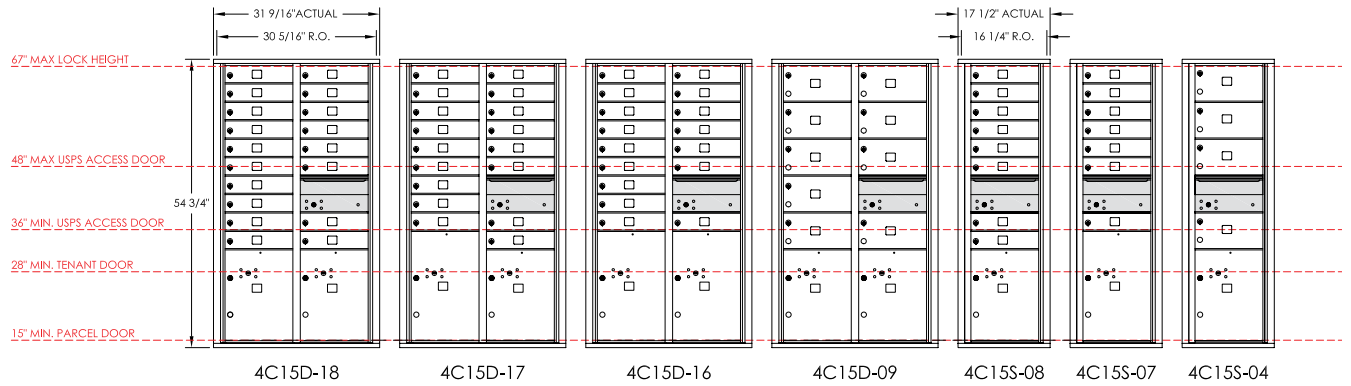 31 9/16"ACTUAL
17 1/2" ACTUAL
30 5/16" R.O.
16 1/4" R.O.
67" MAX LOCK HEIGHT
48" MAX USPS ACCESS DOOR
54 3/4"
36" MIN. USPS ACCESS DOOR
28" MIN. TENANT DOOR
15" MIN. PARCEL DOOR
4C15D-18
4C15D-17
4C15D-16
4C15D-09
4C15S-08
4C15S-07
4C15S-04